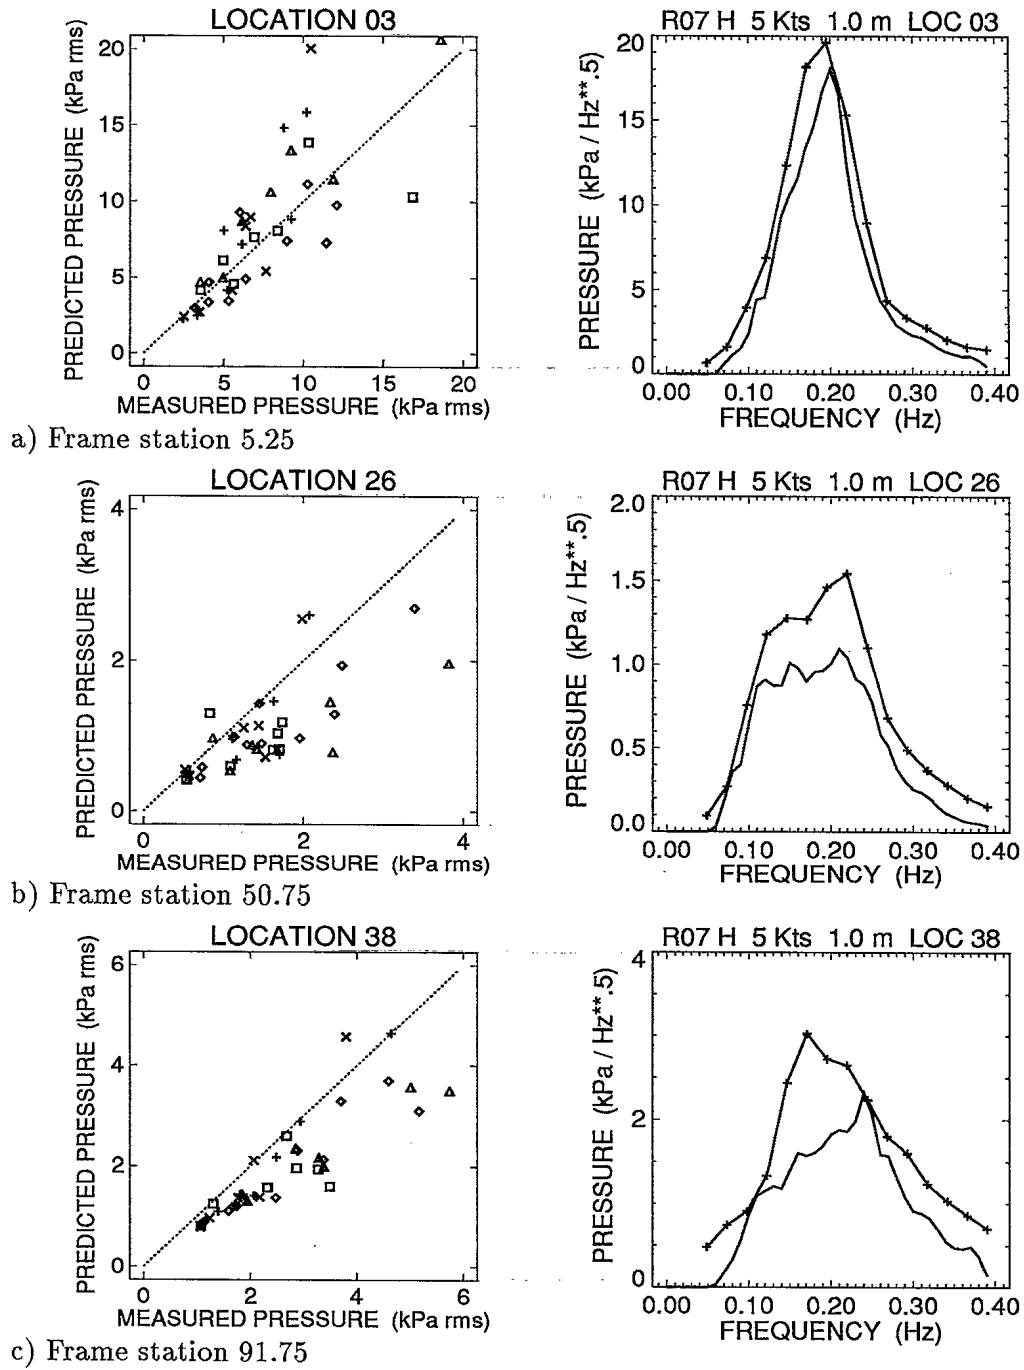 LOCATION 03
PREDICTED PRESSURE (kPa rms)
20
15
10
5
0
0 5 10 15 20
MEASURED PRESSURE (kPa rms)
R07 H 5 Kts 1.0 m LOC 03
PRESSURE (kPa / Hz**.5)
20
15
10
5
0
0.00 0.10 0.20 0.30 0.40
FREQUENCY (Hz)
a) Frame station 5.25
LOCATION 26
PREDICTED PRESSURE (kPa rms)
4
2
0
0 2 4
MEASURED PRESSURE (kPa rms)
R07 H 5 Kts 1.0 m LOC 26
PRESSURE (kPa / Hz**.5)
2.0
1.5
1.0
0.5
0.0
0.00 0.10 0.20 0.30 0.40
FREQUENCY (Hz)
b) Frame station 50.75
LOCATION 38
PREDICTED PRESSURE (kPa rms)
6
4
2
0
0 2 4 6
MEASURED PRESSURE (kPa rms)
R07 H 5 Kts 1.0 m LOC 38
PRESSURE (kPa / Hz**.5)
4
2
0
0.00 0.10 0.20 0.30 0.40
FREQUENCY (Hz)
c) Frame station 91.75